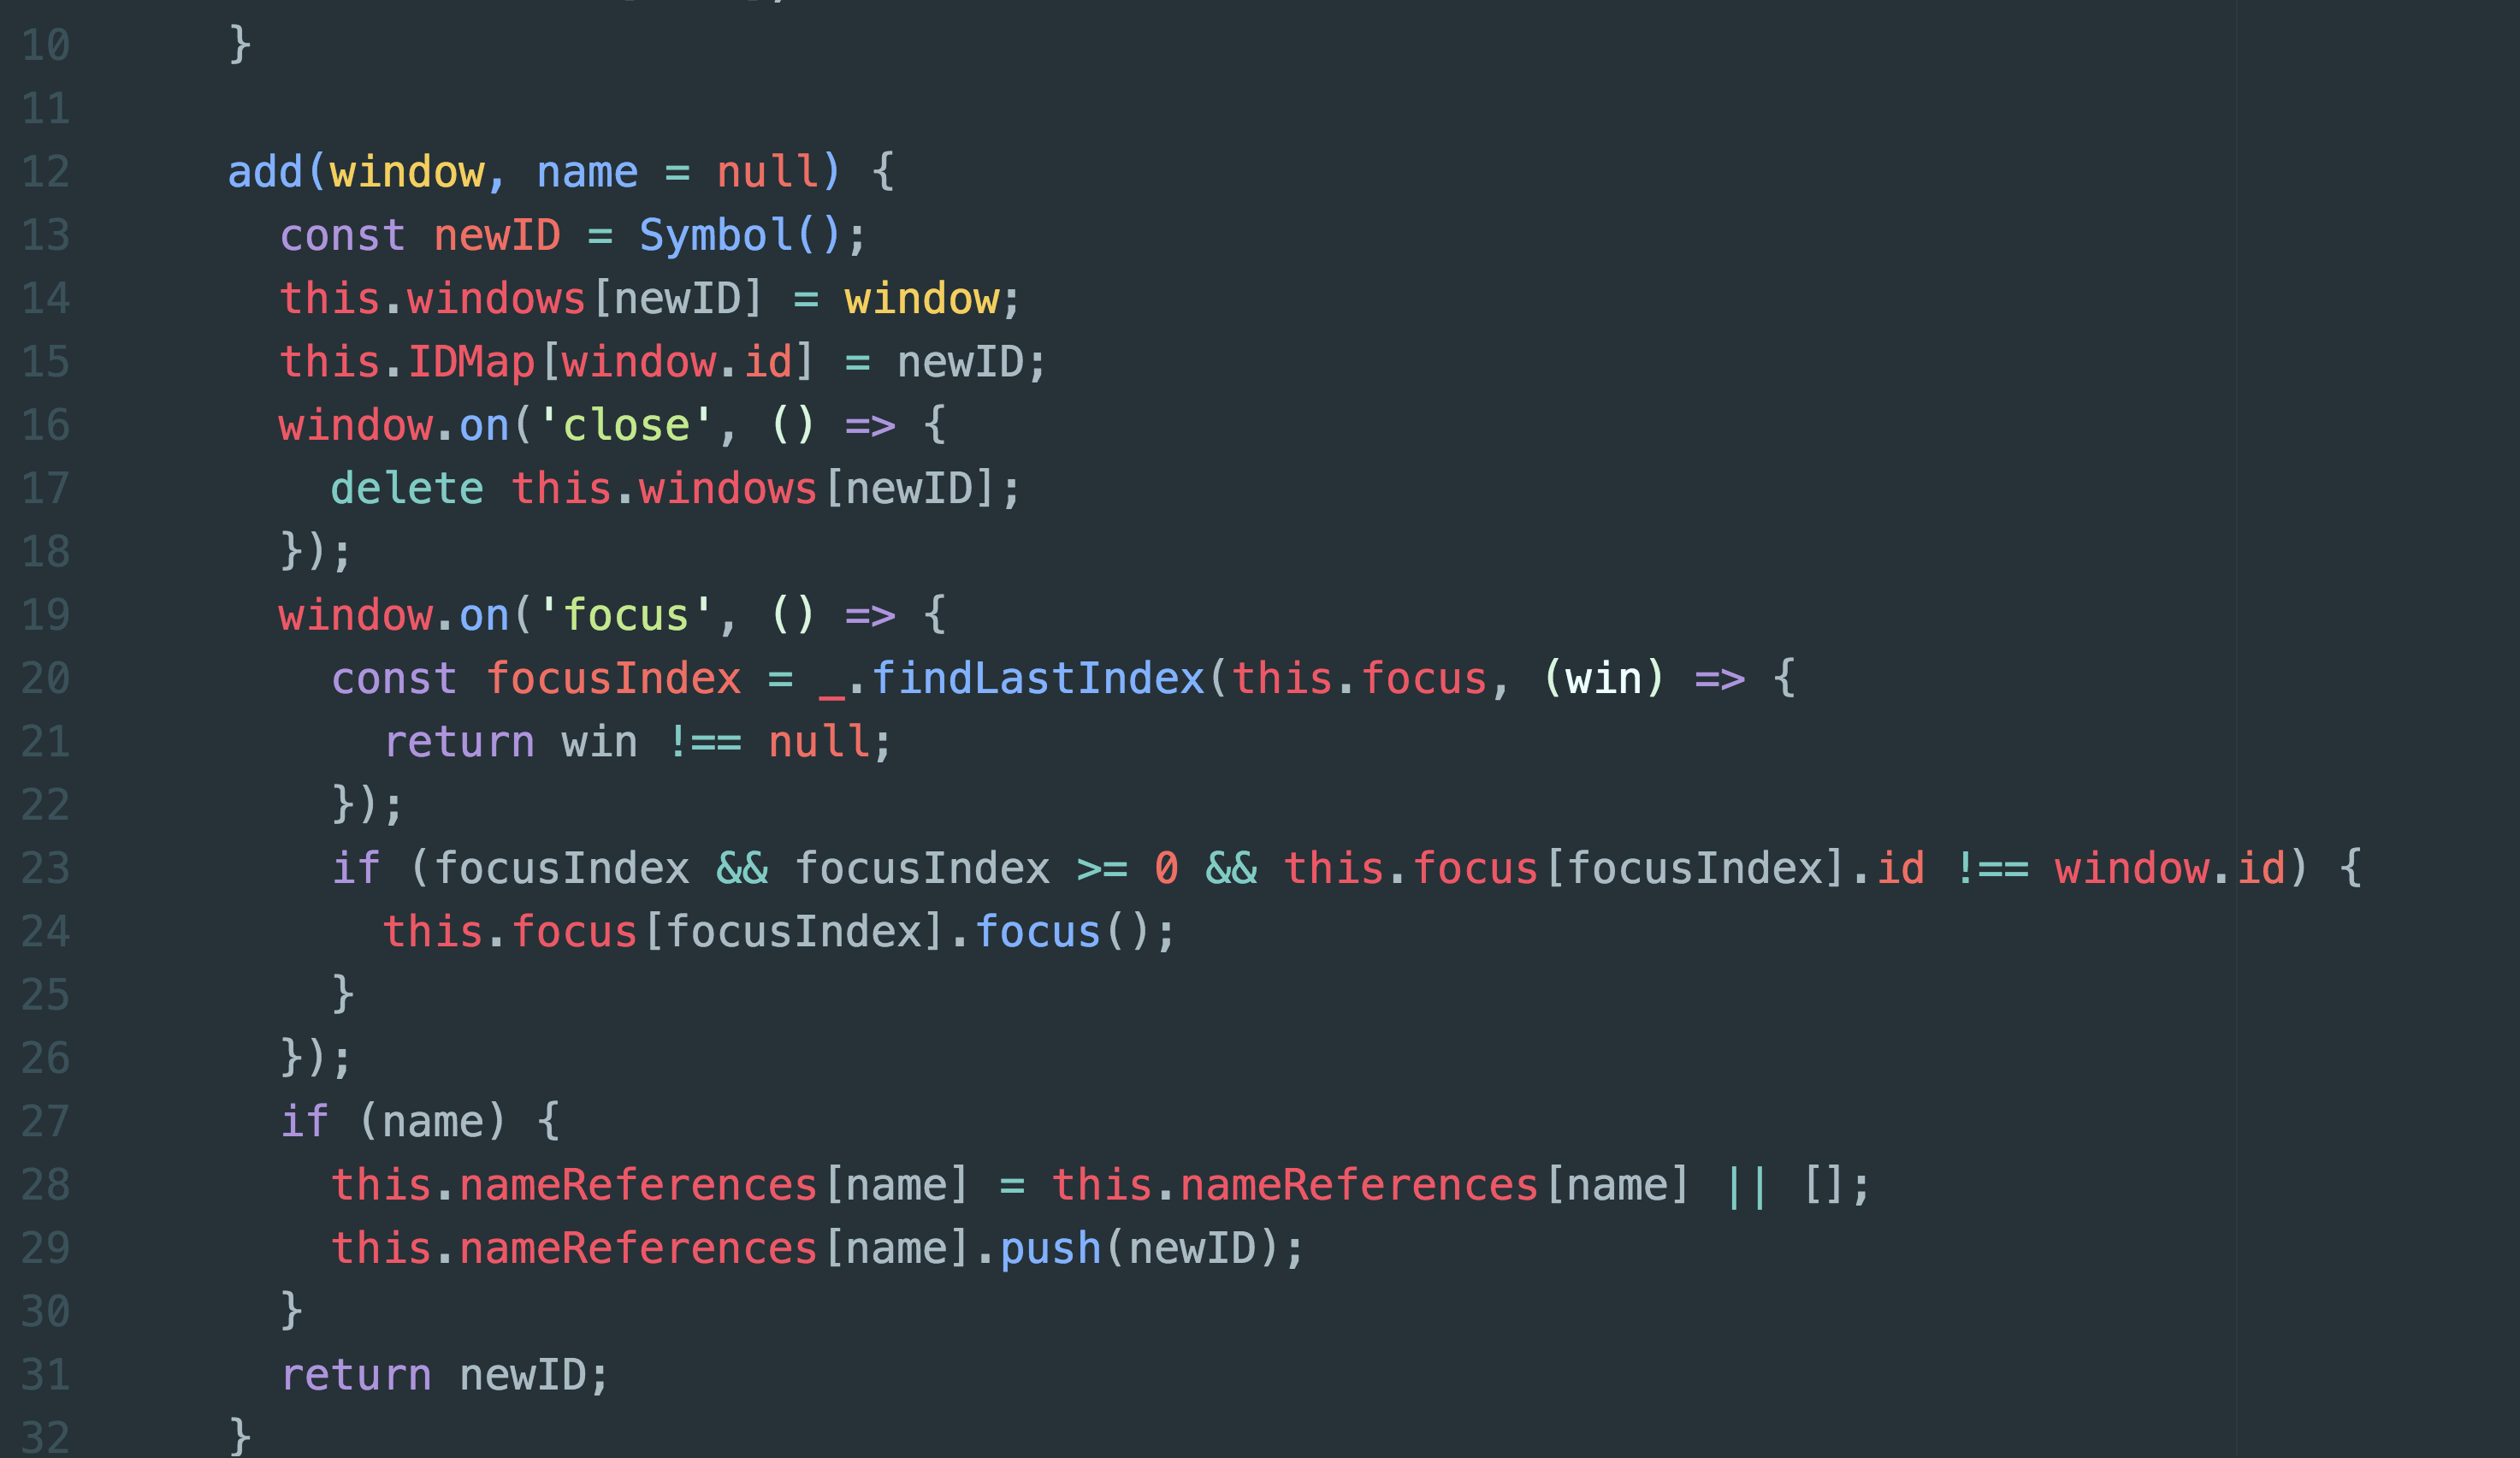 10 }
11
12 add(window, name = null) {
13 const newID = Symbol();
14 this.windows[newID] = window;
15 this.IDMap[window.id] = newID;
16 window.on('close', () => {
17 delete this.windows[newID];
18 });
19 window.on('focus', () => {
20 const focusIndex = _.findLastIndex(this.focus, (win) => {
21 return win !== null;
22 });
23 if (focusIndex && focusIndex >= 0 && this.focus[focusIndex].id !== window.id) {
24 this.focus[focusIndex].focus();
25 }
26 });
27 if (name) {
28 this.nameReferences[name] = this.nameReferences[name] || [];
29 this.nameReferences[name].push(newID);
30 }
31 return newID;
32 }